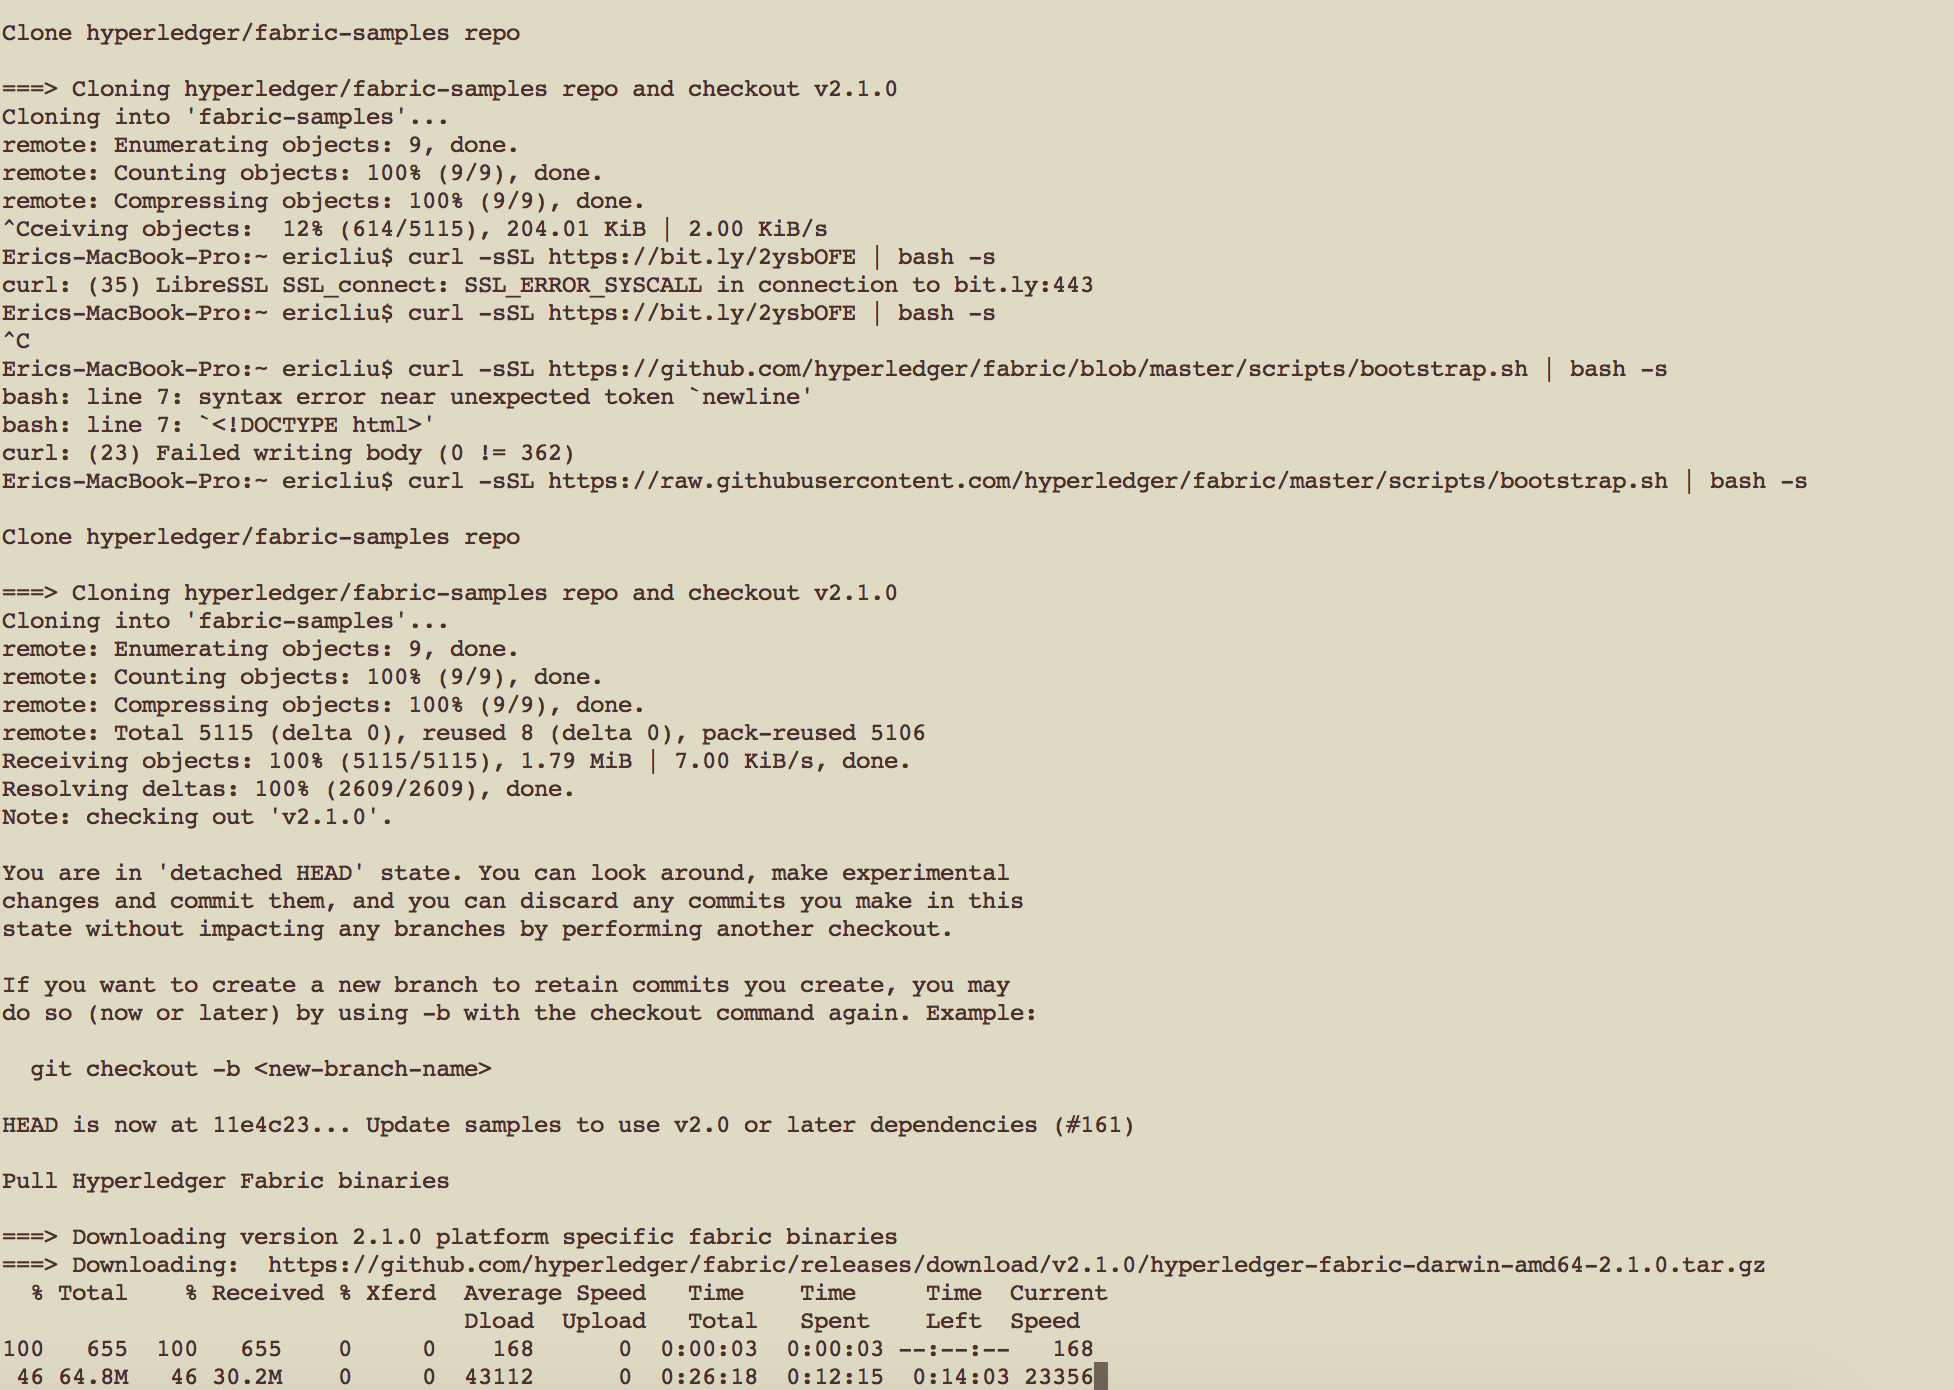 Clone hyperledger/fabric-samples repo
===> Cloning hyperledger/fabric-samples repo and checkout v2.1.0
Cloning into 'fabric-samples'...
remote: Enumerating objects: 9, done.
remote: Counting objects: 100% (9/9), done.
remote: Compressing objects: 100% (9/9), done.
^Cceiving objects:  12% (614/5115), 204.01 KiB | 2.00 KiB/s
Erics-MacBook-Pro:~ ericliu$ curl -sSL https://bit.ly/2ysbOFE | bash -s
curl: (35) LibreSSL SSL_connect: SSL_ERROR_SYSCALL in connection to bit.ly:443
Erics-MacBook-Pro:~ ericliu$ curl -sSL https://bit.ly/2ysbOFE | bash -s
^C
Erics-MacBook-Pro:~ ericliu$ curl -sSL https://github.com/hyperledger/fabric/blob/master/scripts/bootstrap.sh | bash -s
bash: line 7: syntax error near unexpected token `newline'
bash: line 7: `<!DOCTYPE html>'
curl: (23) Failed writing body (0 != 362)
Erics-MacBook-Pro:~ ericliu$ curl -sSL https://raw.githubusercontent.com/hyperledger/fabric/master/scripts/bootstrap.sh | bash -s
Clone hyperledger/fabric-samples repo
===> Cloning hyperledger/fabric-samples repo and checkout v2.1.0
Cloning into 'fabric-samples'...
remote: Enumerating objects: 9, done.
remote: Counting objects: 100% (9/9), done.
remote: Compressing objects: 100% (9/9), done.
remote: Total 5115 (delta 0), reused 8 (delta 0), pack-reused 5106
Receiving objects: 100% (5115/5115), 1.79 MiB | 7.00 KiB/s, done.
Resolving deltas: 100% (2609/2609), done.
Note: checking out 'v2.1.0'.
You are in 'detached HEAD' state. You can look around, make experimental
changes and commit them, and you can discard any commits you make in this
state without impacting any branches by performing another checkout.
If you want to create a new branch to retain commits you create, you may
do so (now or later) by using -b with the checkout command again. Example:
git checkout -b <new-branch-name>
HEAD is now at 11e4c23... Update samples to use v2.0 or later dependencies (#161)
Pull Hyperledger Fabric binaries
===> Downloading version 2.1.0 platform specific fabric binaries
===> Downloading:  https://github.com/hyperledger/fabric/releases/download/v2.1.0/hyperledger-fabric-darwin-amd64-2.1.0.tar.gz
% Total    % Received % Xferd  Average Speed   Time    Time     Time  Current
Dload  Upload   Total   Spent    Left  Speed
100   655  100   655    0     0    168      0  0:00:03  0:00:03 --:--:--   168
46 64.8M   46 30.2M    0     0  43112      0  0:26:18  0:12:15  0:14:03 23356